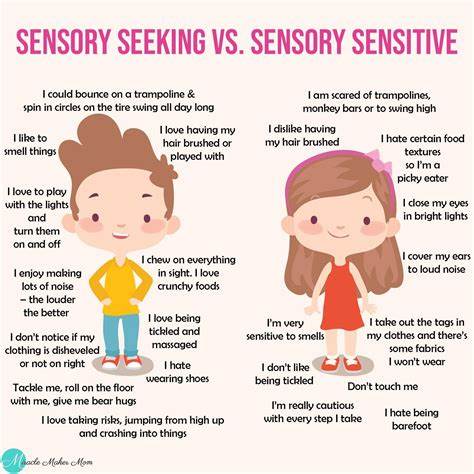 SENSORY SEEKING VS. SENSORY SENSITIVE
I could bounce on a trampoline &
spin in circles on the tire swing all day long
I like to
smell things
I love having my
hair brushed or
played with
I love to play
with the lights
and turn
them on and off
I chew on everything
in sight. I love
crunchy foods
I enjoy making
lots of noise
– the louder
the better
I love being
tickled and
massaged
I don't notice if my
clothing is disheveled
or not on right
I hate
wearing shoes
Tackle me, roll on the floor
with me, give me bear hugs
I love taking risks, jumping from high up
and crashing into things
I am scared of trampolines,
monkey bars or to swing high
I dislike having
my hair brushed
I hate certain food
textures
so I'm a
picky eater
I close my eyes
in bright lights
I cover my ears
to loud noise
I'm very
sensitive to smells
I take out the tags in
my clothes and there's
some fabrics
I won't wear
I don't like
being tickled
Don't touch me
I'm really cautious
with every step I take
I hate being
barefoot
Miracle Maker Mom